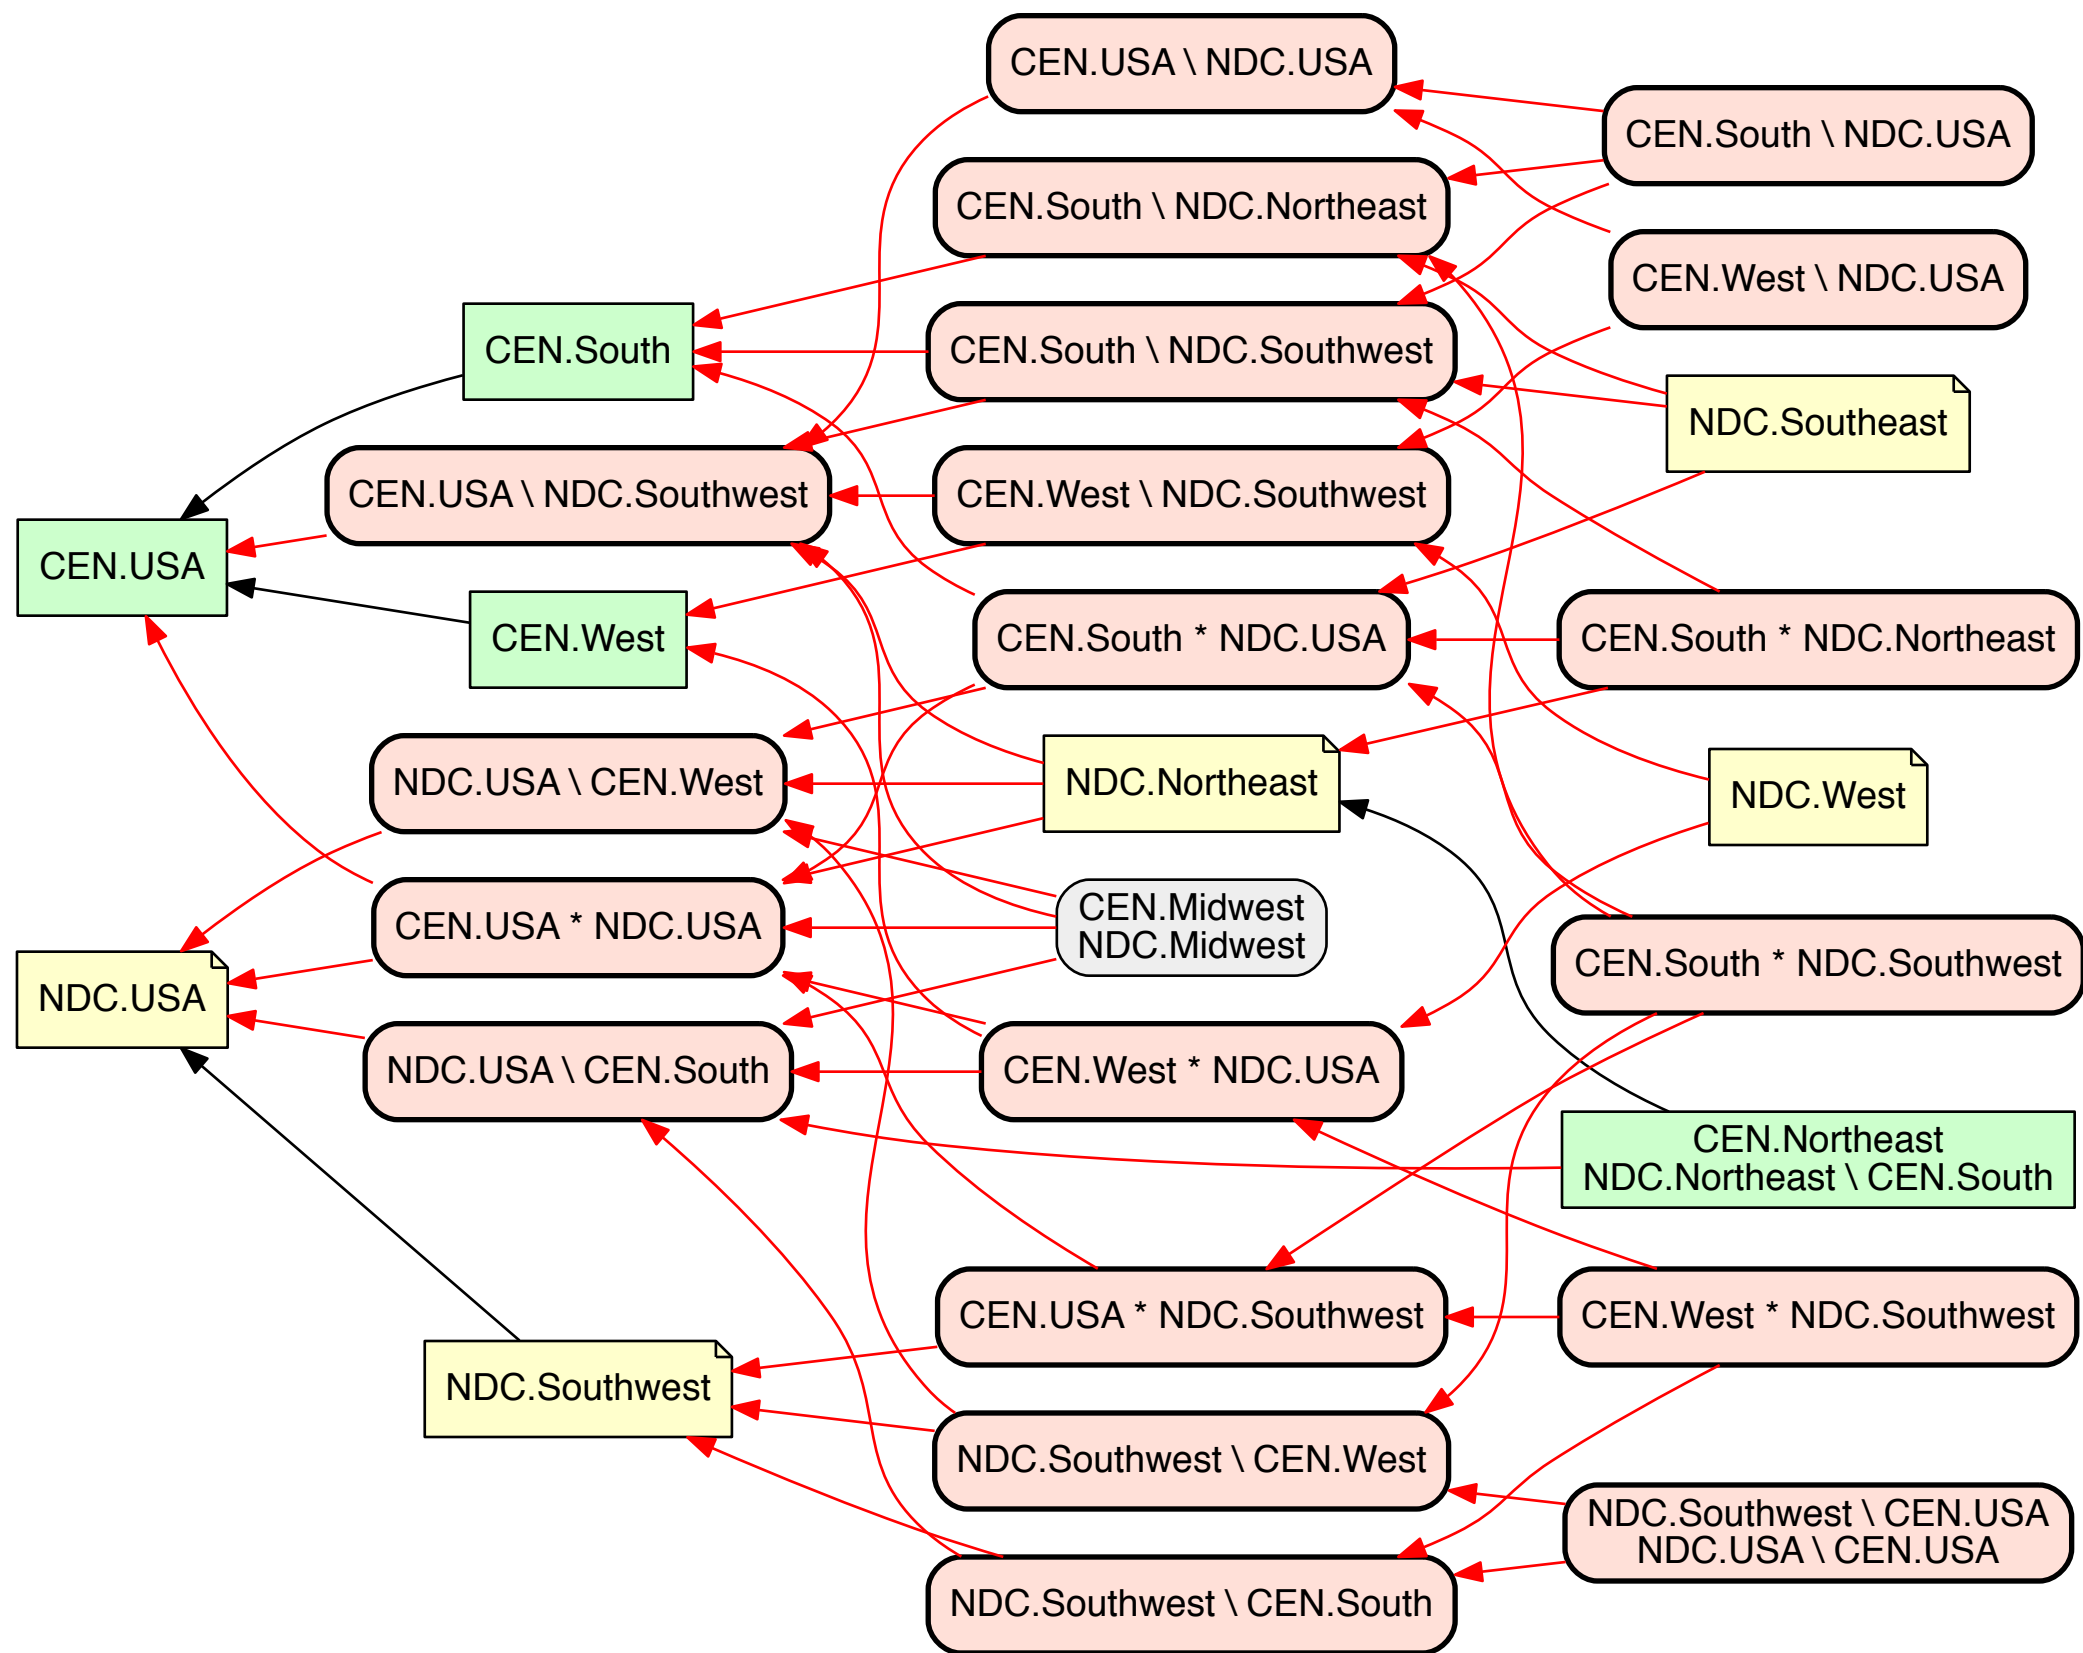 CEN.USA \ NDC.USA
CEN.South \ NDC.USA
CEN.South \ NDC.Northeast
CEN.West \ NDC.USA
CEN.South
CEN.South \ NDC.Southwest
NDC.Southeast
CEN.USA \ NDC.Southwest
CEN.West \ NDC.Southwest
CEN.USA
CEN.West
CEN.South * NDC.USA
CEN.South * NDC.Northeast
NDC.USA \ CEN.West
NDC.Northeast
NDC.West
CEN.USA * NDC.USA
CEN.Midwest
NDC.Midwest
CEN.South * NDC.Southwest
NDC.USA
NDC.USA \ CEN.South
CEN.West * NDC.USA
CEN.Northeast
NDC.Northeast \ CEN.South
CEN.USA * NDC.Southwest
CEN.West * NDC.Southwest
NDC.Southwest
NDC.Southwest \ CEN.West
NDC.Southwest \ CEN.USA
NDC.USA \ CEN.USA
NDC.Southwest \ CEN.South